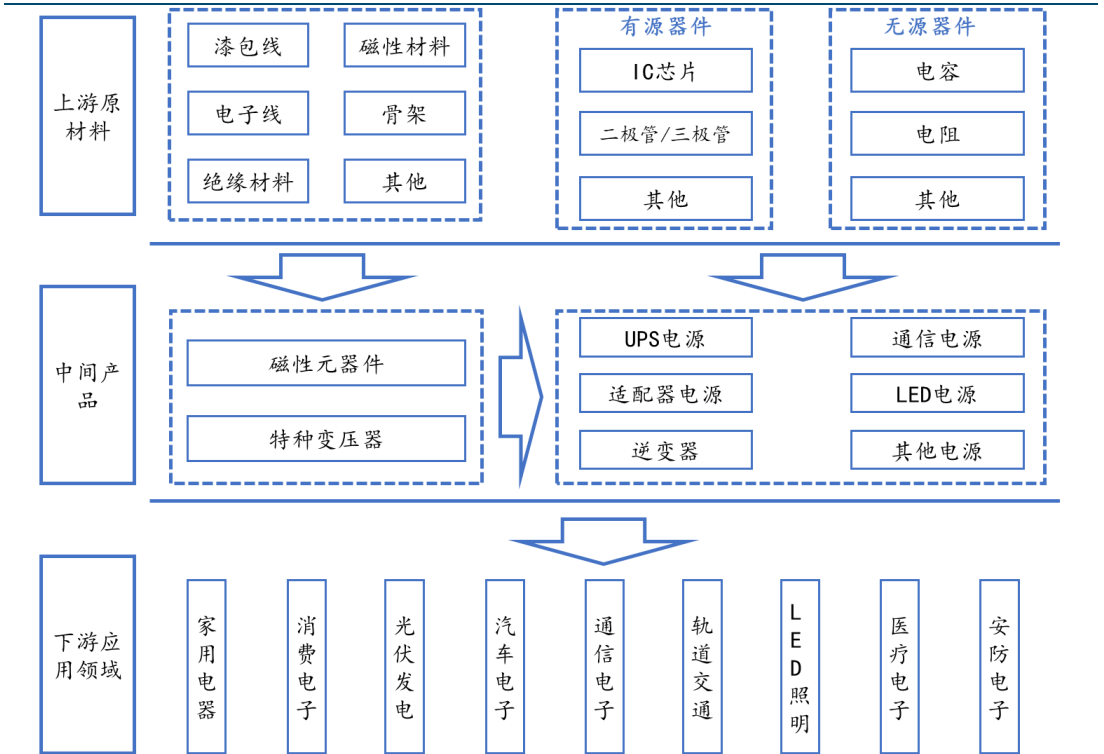 上游原
材料
漆包线
磁性材料
电子线
骨架
绝缘材料
其他
有源器件
IC芯片
二极管/三极管
其他
无源器件
电容
电阻
其他
中间产
品
磁性元器件
特种变压器
UPS电源
通信电源
适配器电源
LED电源
逆变器
其他电源
下游应
用领域
家用电器
消费电子
光伏发电
汽车电子
通信电子
轨道交通
LED照明
医疗电子
安防电子